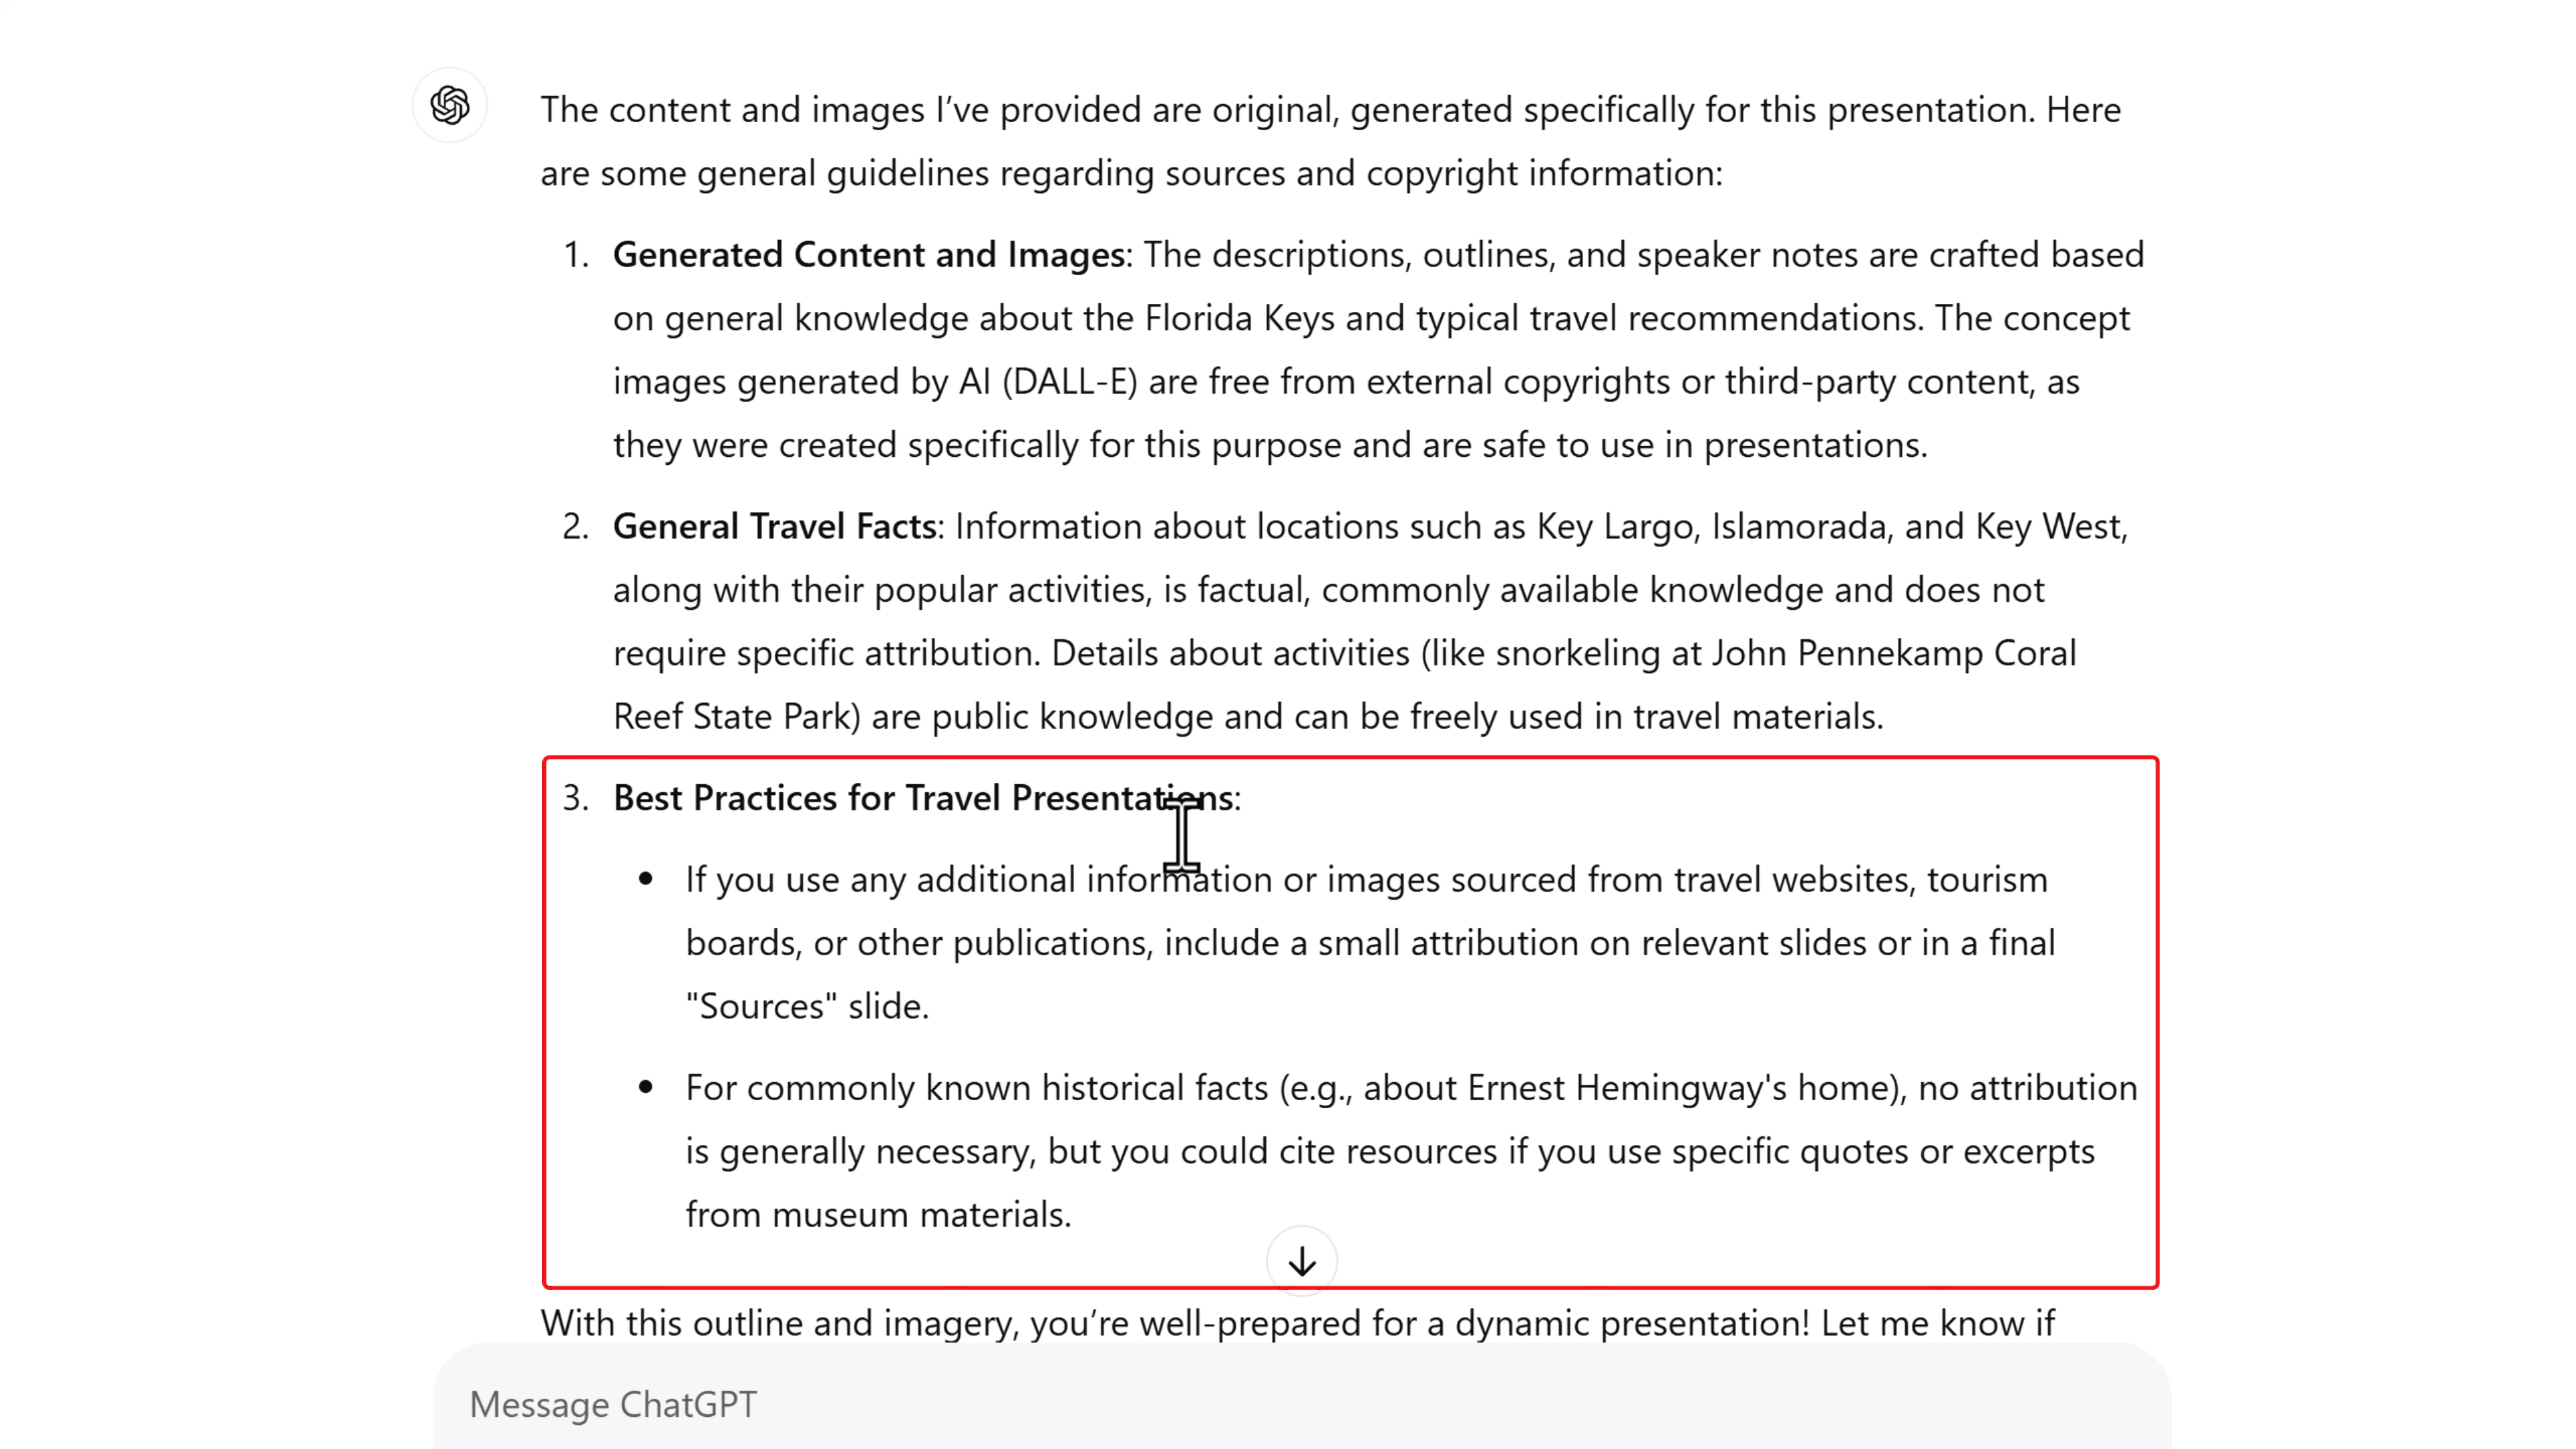 The content and images I’ve provided are original, generated specifically for this presentation. Here
are some general guidelines regarding sources and copyright information:
1. Generated Content and Images: The descriptions, outlines, and speaker notes are crafted based
on general knowledge about the Florida Keys and typical travel recommendations. The concept
images generated by AI (DALL-E) are free from external copyrights or third-party content, as
they were created specifically for this purpose and are safe to use in presentations.
2. General Travel Facts: Information about locations such as Key Largo, Islamorada, and Key West,
along with their popular activities, is factual, commonly available knowledge and does not
require specific attribution. Details about activities (like snorkeling at John Pennekamp Coral
Reef State Park) are public knowledge and can be freely used in travel materials.
3. Best Practices for Travel Presentations:
• If you use any additional information or images sourced from travel websites, tourism
boards, or other publications, include a small attribution on relevant slides or in a final
"Sources" slide.
• For commonly known historical facts (e.g., about Ernest Hemingway's home), no attribution
is generally necessary, but you could cite resources if you use specific quotes or excerpts
from museum materials.
With this outline and imagery, you’re well-prepared for a dynamic presentation! Let me know if
Message ChatGPT